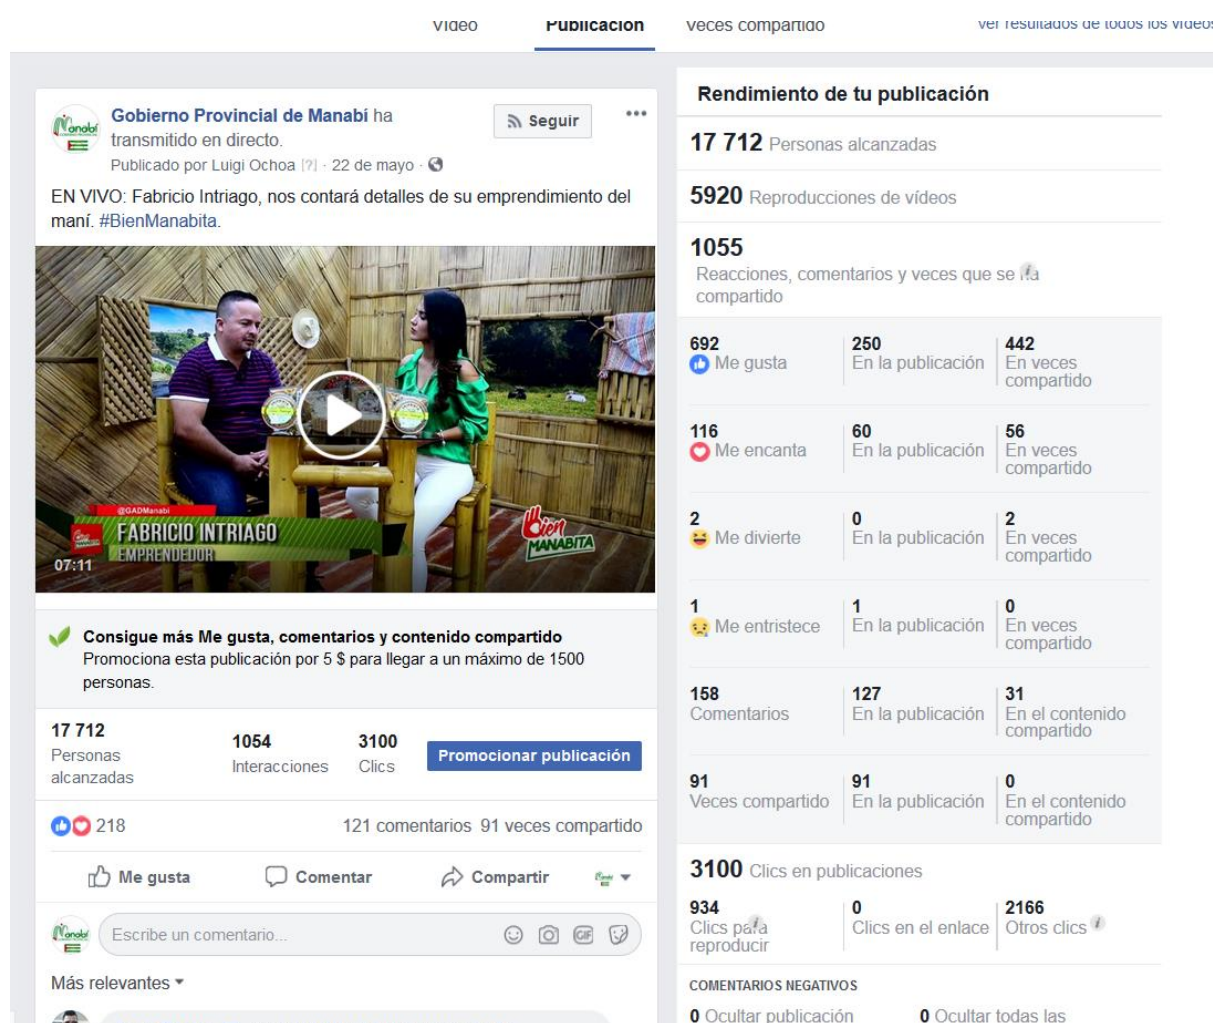 Vídeo
Publicación
Veces compartido
Ver resultados de todos los vídeos
Gobierno Provincial de Manabí ha
transmitido en directo.
Publicado por Luigi Ochoa [?] · 22 de mayo ·
Seguir
EN VIVO: Fabricio Intriago, nos contará detalles de su emprendimiento del
maní. #BienManabita.
@GADManabi
FABRICIO INTRIAGO
EMPRENDEDOR
07:11
Bien
MANABITA
Consigue más Me gusta, comentarios y contenido compartido
Promociona esta publicación por 5 $ para llegar a un máximo de 1500
personas.
17 712
Personas
alcanzadas
1054
Interacciones
3100
Clics
Promocionar publicación
218
121 comentarios 91 veces compartido
Me gusta
Comentar
Compartir
Manabí
Escribe un comentario...
GIF
Más relevantes
Rendimiento de tu publicación
17 712 Personas alcanzadas
5920 Reproducciones de vídeos
1055
Reacciones, comentarios y veces que se ha
compartido
692
Me gusta
250
En la publicación
442
En veces
compartido
116
Me encanta
60
En la publicación
56
En veces
compartido
2
Me divierte
0
En la publicación
2
En veces
compartido
1
Me entristece
1
En la publicación
0
En veces
compartido
158
Comentarios
127
En la publicación
31
En el contenido
compartido
91
Veces compartido
91
En la publicación
0
En el contenido
compartido
3100 Clics en publicaciones
934
Clics para
reproducir
0
Clics en el enlace
2166
Otros clics
COMENTARIOS NEGATIVOS
0 Ocultar publicación
0 Ocultar todas las